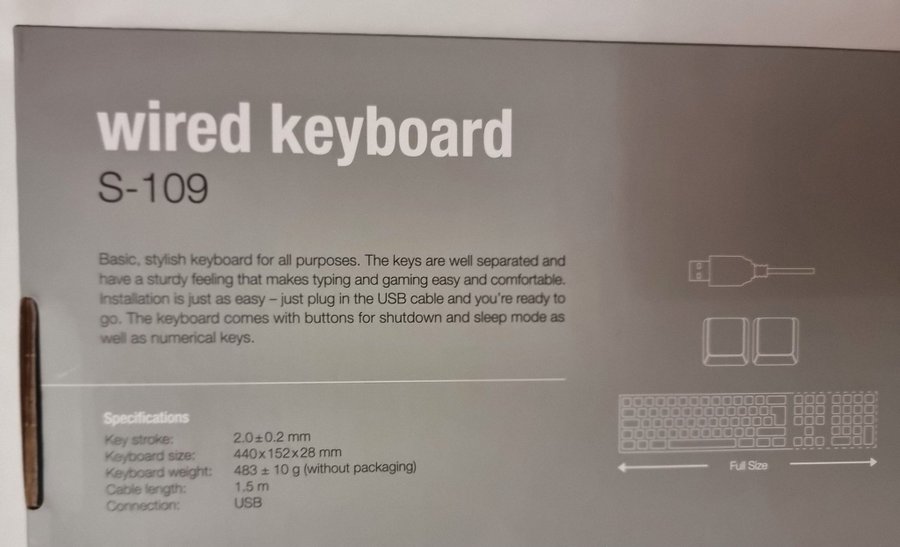 wired keyboard
S-109
Basic, stylish keyboard for all purposes. The keys are well separated and
have a sturdy feeling that makes typing and gaming easy and comfortable.
Installation is just as easy – just plug in the USB cable and you're ready to
go. The keyboard comes with buttons for shutdown and sleep mode as
well as numerical keys.
Specifications
Key stroke: 2.0±0.2 mm
Keyboard size: 440x152x28 mm
Keyboard weight: 483 ± 10 g (without packaging)
Cable length: 1.5 m
Connection: USB
Full Size